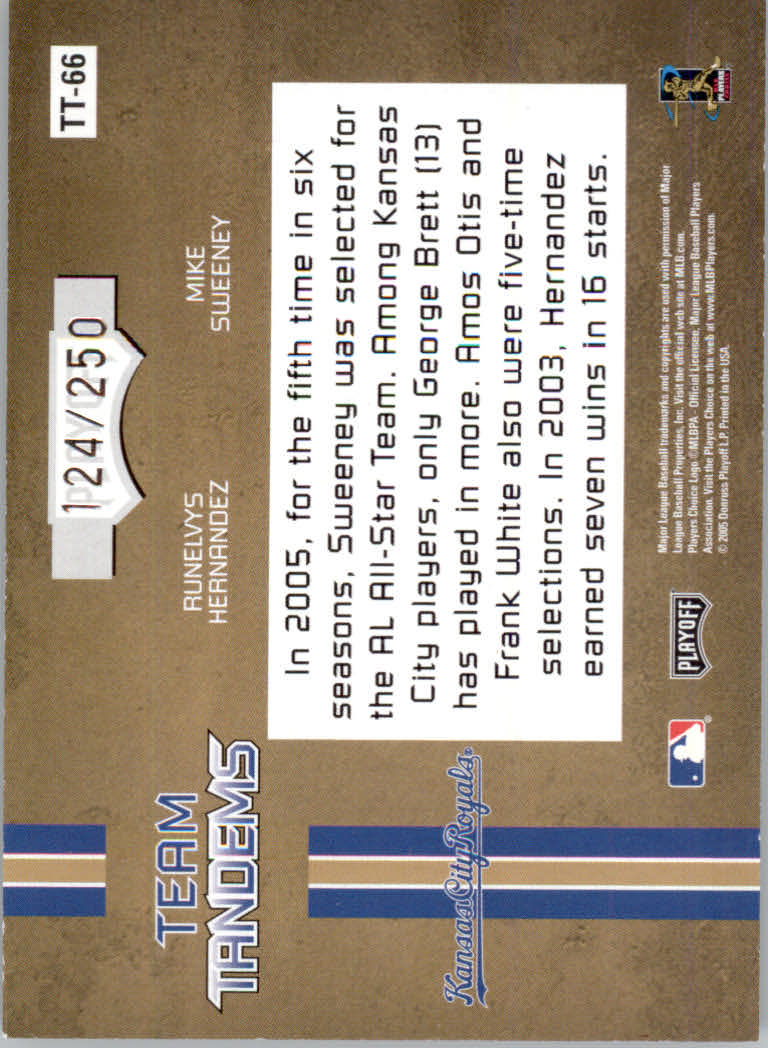 TT-66
124/250
RUNELVYS
HERNANDEZ
MIKE
SWEENEY
TEAM
TANDEMS
In 2005, for the fifth time in six
seasons, Sweeney was selected for
the AL All-Star Team. Among Kansas
City players, only George Brett (13)
has played in more. Amos Otis and
Frank White also were five-time
selections. In 2003, Hernandez
earned seven wins in 16 starts.
Kansas City Royals
PLAYOFF
Major League Baseball trademarks and copyrights are used with permission of Major
League Baseball Properties, Inc. Visit the official web site at MLB.com.
Players Choice Logo ©MLBPA - Official Licensee, Major League Baseball Players
Association. Visit the Players Choice on the web at www.MLBPlayers.com
© 2005 Donruss Playoff L.P. Printed in the USA.
PLAYERS